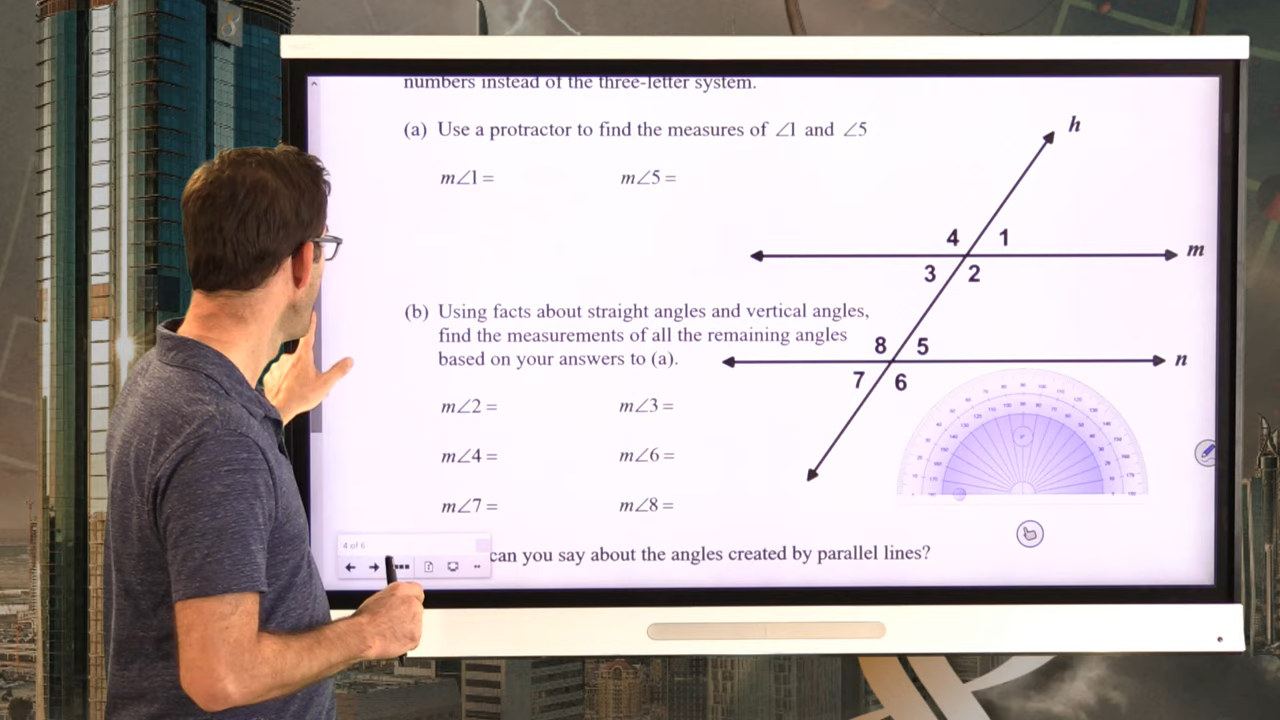 numbers instead of the three-letter system.
(a) Use a protractor to find the measures of ∠1 and ∠5
m∠1 =
m∠5 =
h
4
1
m
3
2
(b) Using facts about straight angles and vertical angles,
find the measurements of all the remaining angles
based on your answers to (a).
8
5
n
7
6
m∠2 =
m∠3 =
m∠4 =
m∠6 =
m∠7 =
m∠8 =
4 of 6
can you say about the angles created by parallel lines?